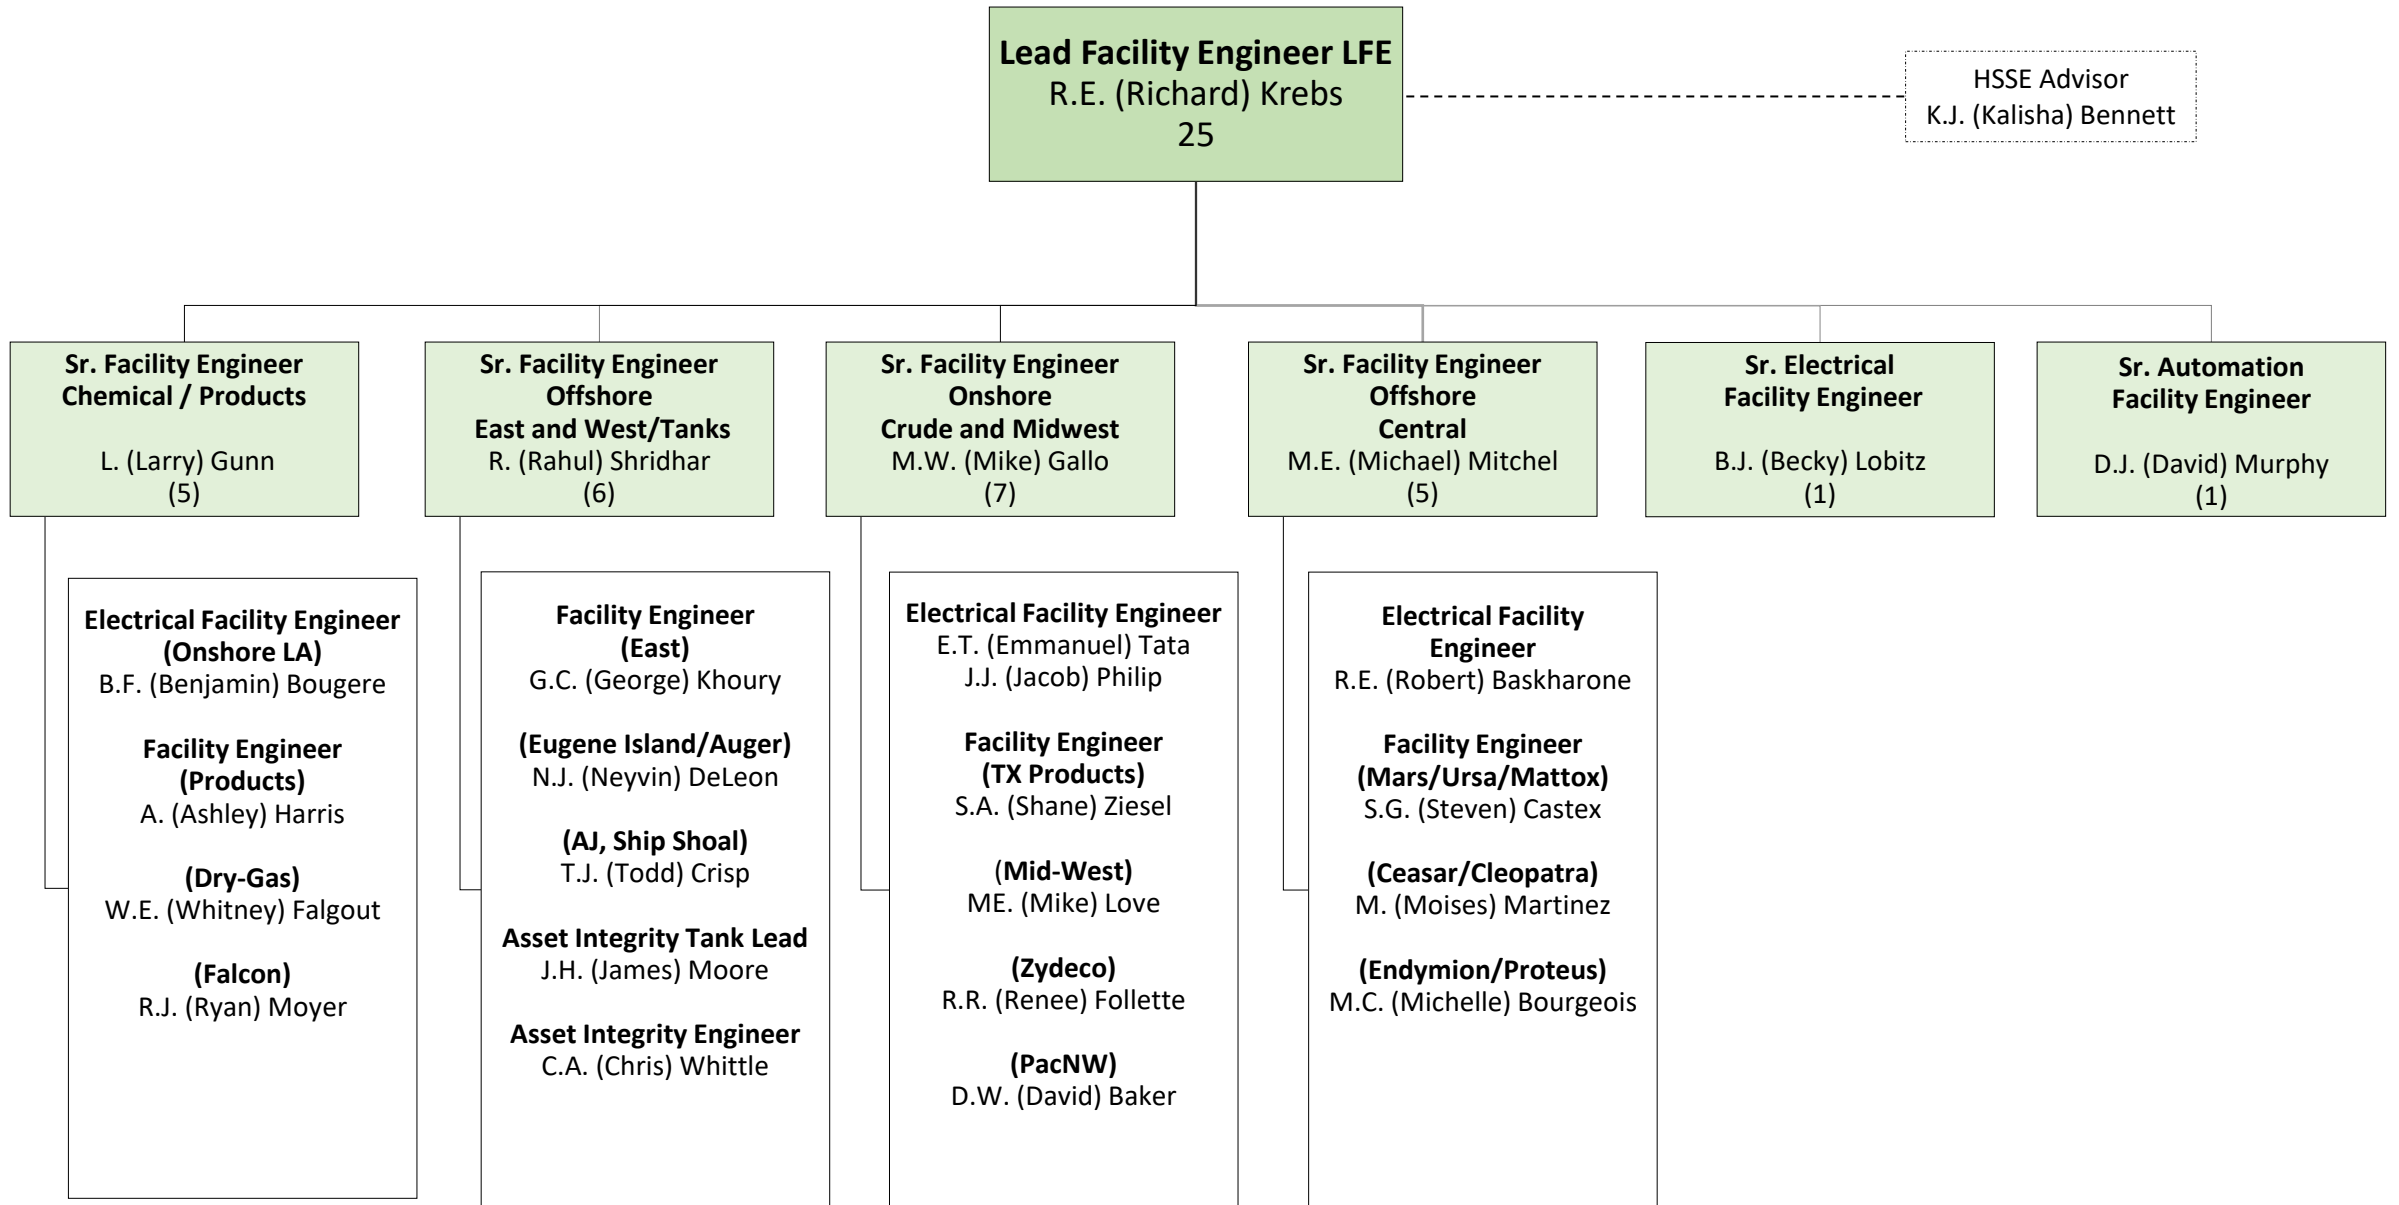 Lead Facility Engineer LFE
R.E. (Richard) Krebs
25
HSSE Advisor
K.J. (Kalisha) Bennett
Sr. Facility Engineer
Chemical / Products
L. (Larry) Gunn
(5)
Sr. Facility Engineer
Offshore
East and West/Tanks
R. (Rahul) Shridhar
(6)
Sr. Facility Engineer
Onshore
Crude and Midwest
M.W. (Mike) Gallo
(7)
Sr. Facility Engineer
Offshore
Central
M.E. (Michael) Mitchel
(5)
Sr. Electrical
Facility Engineer
B.J. (Becky) Lobitz
(1)
Sr. Automation
Facility Engineer
D.J. (David) Murphy
(1)
Electrical Facility Engineer
(Onshore LA)
B.F. (Benjamin) Bougere
Facility Engineer
(Products)
A. (Ashley) Harris
(Dry-Gas)
W.E. (Whitney) Falgout
(Falcon)
R.J. (Ryan) Moyer
Facility Engineer
(East)
G.C. (George) Khoury
(Eugene Island/Auger)
N.J. (Neyvin) DeLeon
(AJ, Ship Shoal)
T.J. (Todd) Crisp
Asset Integrity Tank Lead
J.H. (James) Moore
Asset Integrity Engineer
C.A. (Chris) Whittle
Electrical Facility Engineer
E.T. (Emmanuel) Tata
J.J. (Jacob) Philip
Facility Engineer
(TX Products)
S.A. (Shane) Ziesel
(Mid-West)
ME. (Mike) Love
(Zydeco)
R.R. (Renee) Follette
(PacNW)
D.W. (David) Baker
Electrical Facility
Engineer
R.E. (Robert) Baskharone
Facility Engineer
(Mars/Ursa/Mattox)
S.G. (Steven) Castex
(Ceasar/Cleopatra)
M. (Moises) Martinez
(Endymion/Proteus)
M.C. (Michelle) Bourgeois